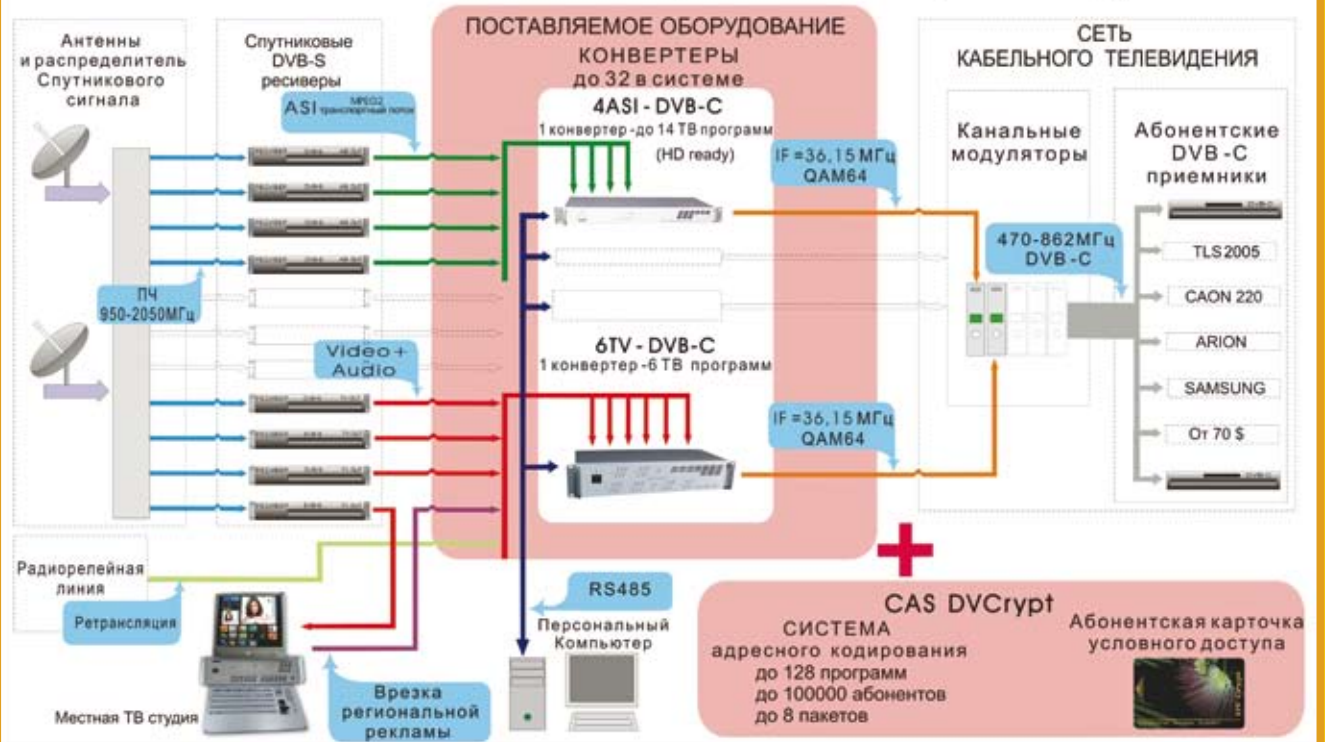 Антенны
и распределитель
Спутникового
сигнала
ПЧ
950-2050МГц
Спутниковые
DVB-S
ресиверы
ASI MPEG2
транспортный поток
Video+
Audio
ПОСТАВЛЯЕМОЕ ОБОРУДОВАНИЕ
КОНВЕРТЕРЫ
до 32 в системе
4ASI - DVB-C
1 конвертер -до 14 ТВ программ
(HD ready)
6TV - DVB-C
1 конвертер -6 ТВ программ
IF =36,15 МГц
QAM64
IF =36,15 МГц
QAM64
СЕТЬ
КАБЕЛЬНОГО ТЕЛЕВИДЕНИЯ
Канальные
модуляторы
470-862МГц
DVB -C
Абонентские
DVB -C
приемники
TLS2005
CAON 220
ARION
SAMSUNG
От 70 $
Радиорелейная
линия
Ретрансляция
Местная ТВ студия
Врезка
региональной
рекламы
RS485
Персональный
Компьютер
CAS DVCrypt
СИСТЕМА
адресного кодирования
до 128 программ
до 100000 абонентов
до 8 пакетов
Абонентская карточка
условного доступа